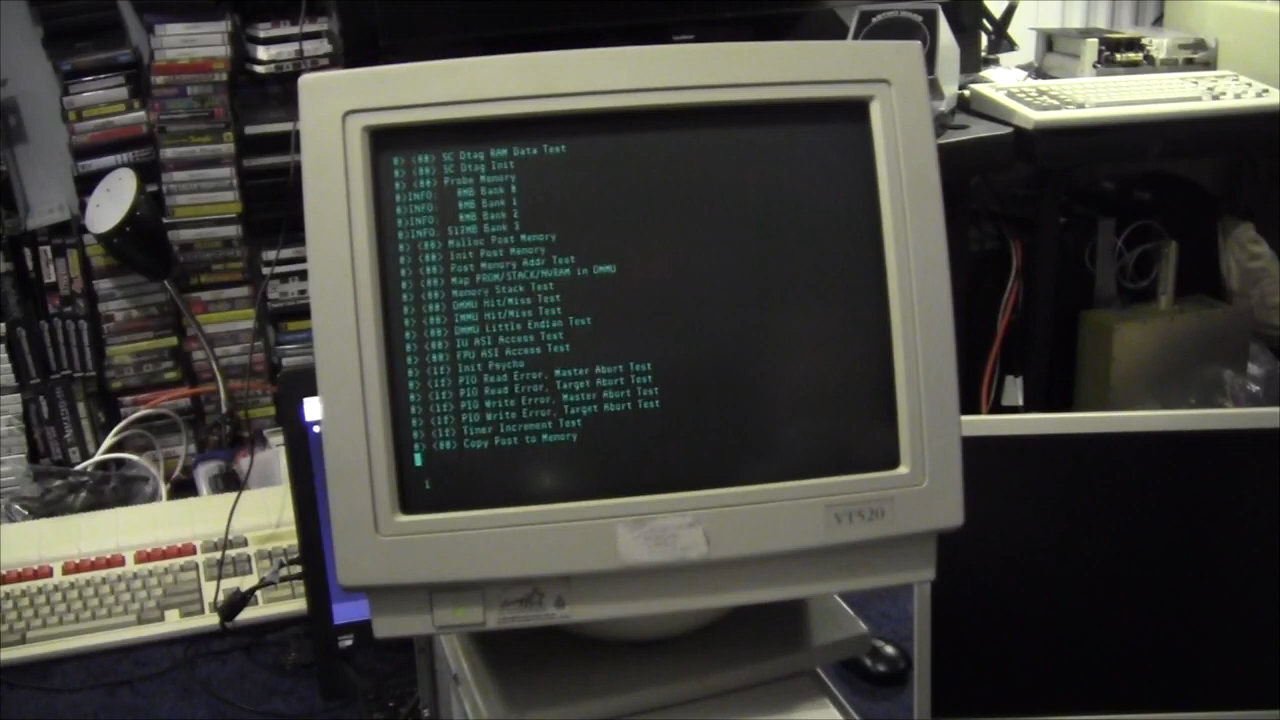 0> <00> SC Dtag RAM Data Test
0> <00> SC Dtag Init
0> <00> Probe Memory
0>INFO: 0MB Bank 0
0>INFO: 0MB Bank 1
0>INFO: 0MB Bank 2
0>INFO: 512MB Bank 3
0> <00> Malloc Post Memory
0> <00> Init Post Memory
0> <00> Post Memory Addr Test
0> <00> Map PROM/STACK/NVRAM in DMMU
0> <00> Memory Stack Test
0> <00> DMMU Hit/Miss Test
0> <00> IMMU Hit/Miss Test
0> <00> DMMU Little Endian Test
0> <00> IU ASI Access Test
0> <00> FPU ASI Access Test
0> <1f> Init Psycho
0> <1f> PIO Read Error, Master Abort Test
0> <1f> PIO Read Error, Target Abort Test
0> <1f> PIO Write Error, Master Abort Test
0> <1f> PIO Write Error, Target Abort Test
0> <1f> Timer Increment Test
0> <00> Copy Post to Memory
1
VT520